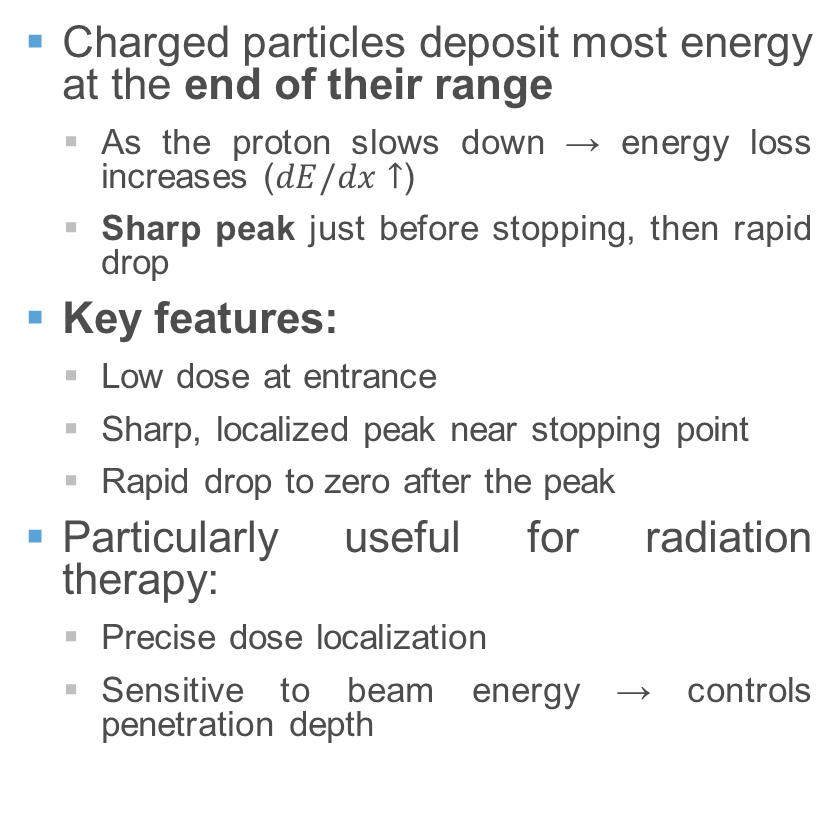 Charged particles deposit most energy
at the end of their range
As the proton slows down → energy loss
increases (dE/dx ↑)
Sharp peak just before stopping, then rapid
drop
Key features:
Low dose at entrance
Sharp, localized peak near stopping point
Rapid drop to zero after the peak
Particularly useful for radiation
therapy:
Precise dose localization
Sensitive to beam energy → controls
penetration depth